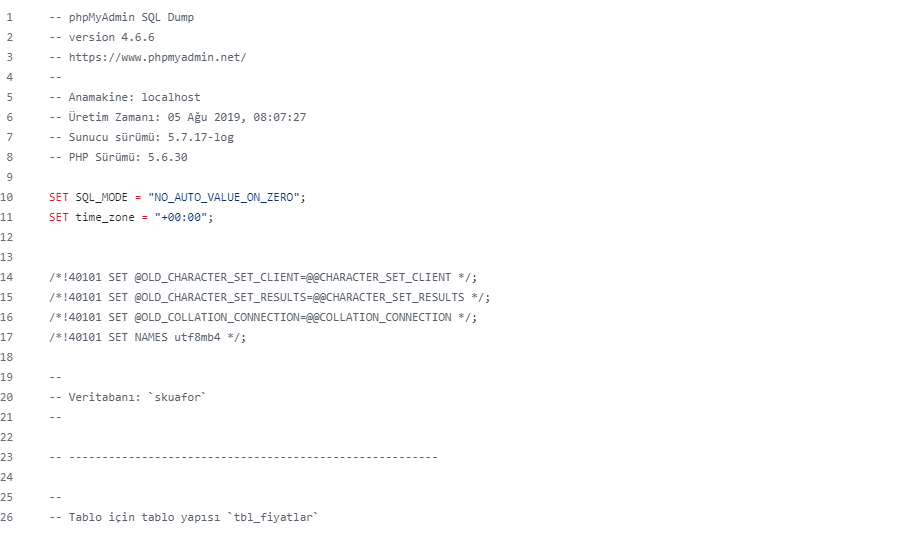 1 -- phpMyAdmin SQL Dump
2 -- version 4.6.6
3 -- https://www.phpmyadmin.net/
4 --
5 -- Anamakine: localhost
6 -- Üretim Zamanı: 05 Ağu 2019, 08:07:27
7 -- Sunucu sürümü: 5.7.17-log
8 -- PHP Sürümü: 5.6.30
9
10 SET SQL_MODE = "NO_AUTO_VALUE_ON_ZERO";
11 SET time_zone = "+00:00";
12
13
14 /*!40101 SET @OLD_CHARACTER_SET_CLIENT=@@CHARACTER_SET_CLIENT */;
15 /*!40101 SET @OLD_CHARACTER_SET_RESULTS=@@CHARACTER_SET_RESULTS */;
16 /*!40101 SET @OLD_COLLATION_CONNECTION=@@COLLATION_CONNECTION */;
17 /*!40101 SET NAMES utf8mb4 */;
18
19 --
20 -- Veritabanı: `skuafor`
21 --
22
23 -- --------------------------------------------------------
24
25 --
26 -- Tablo için tablo yapısı `tbl_fiyatlar`